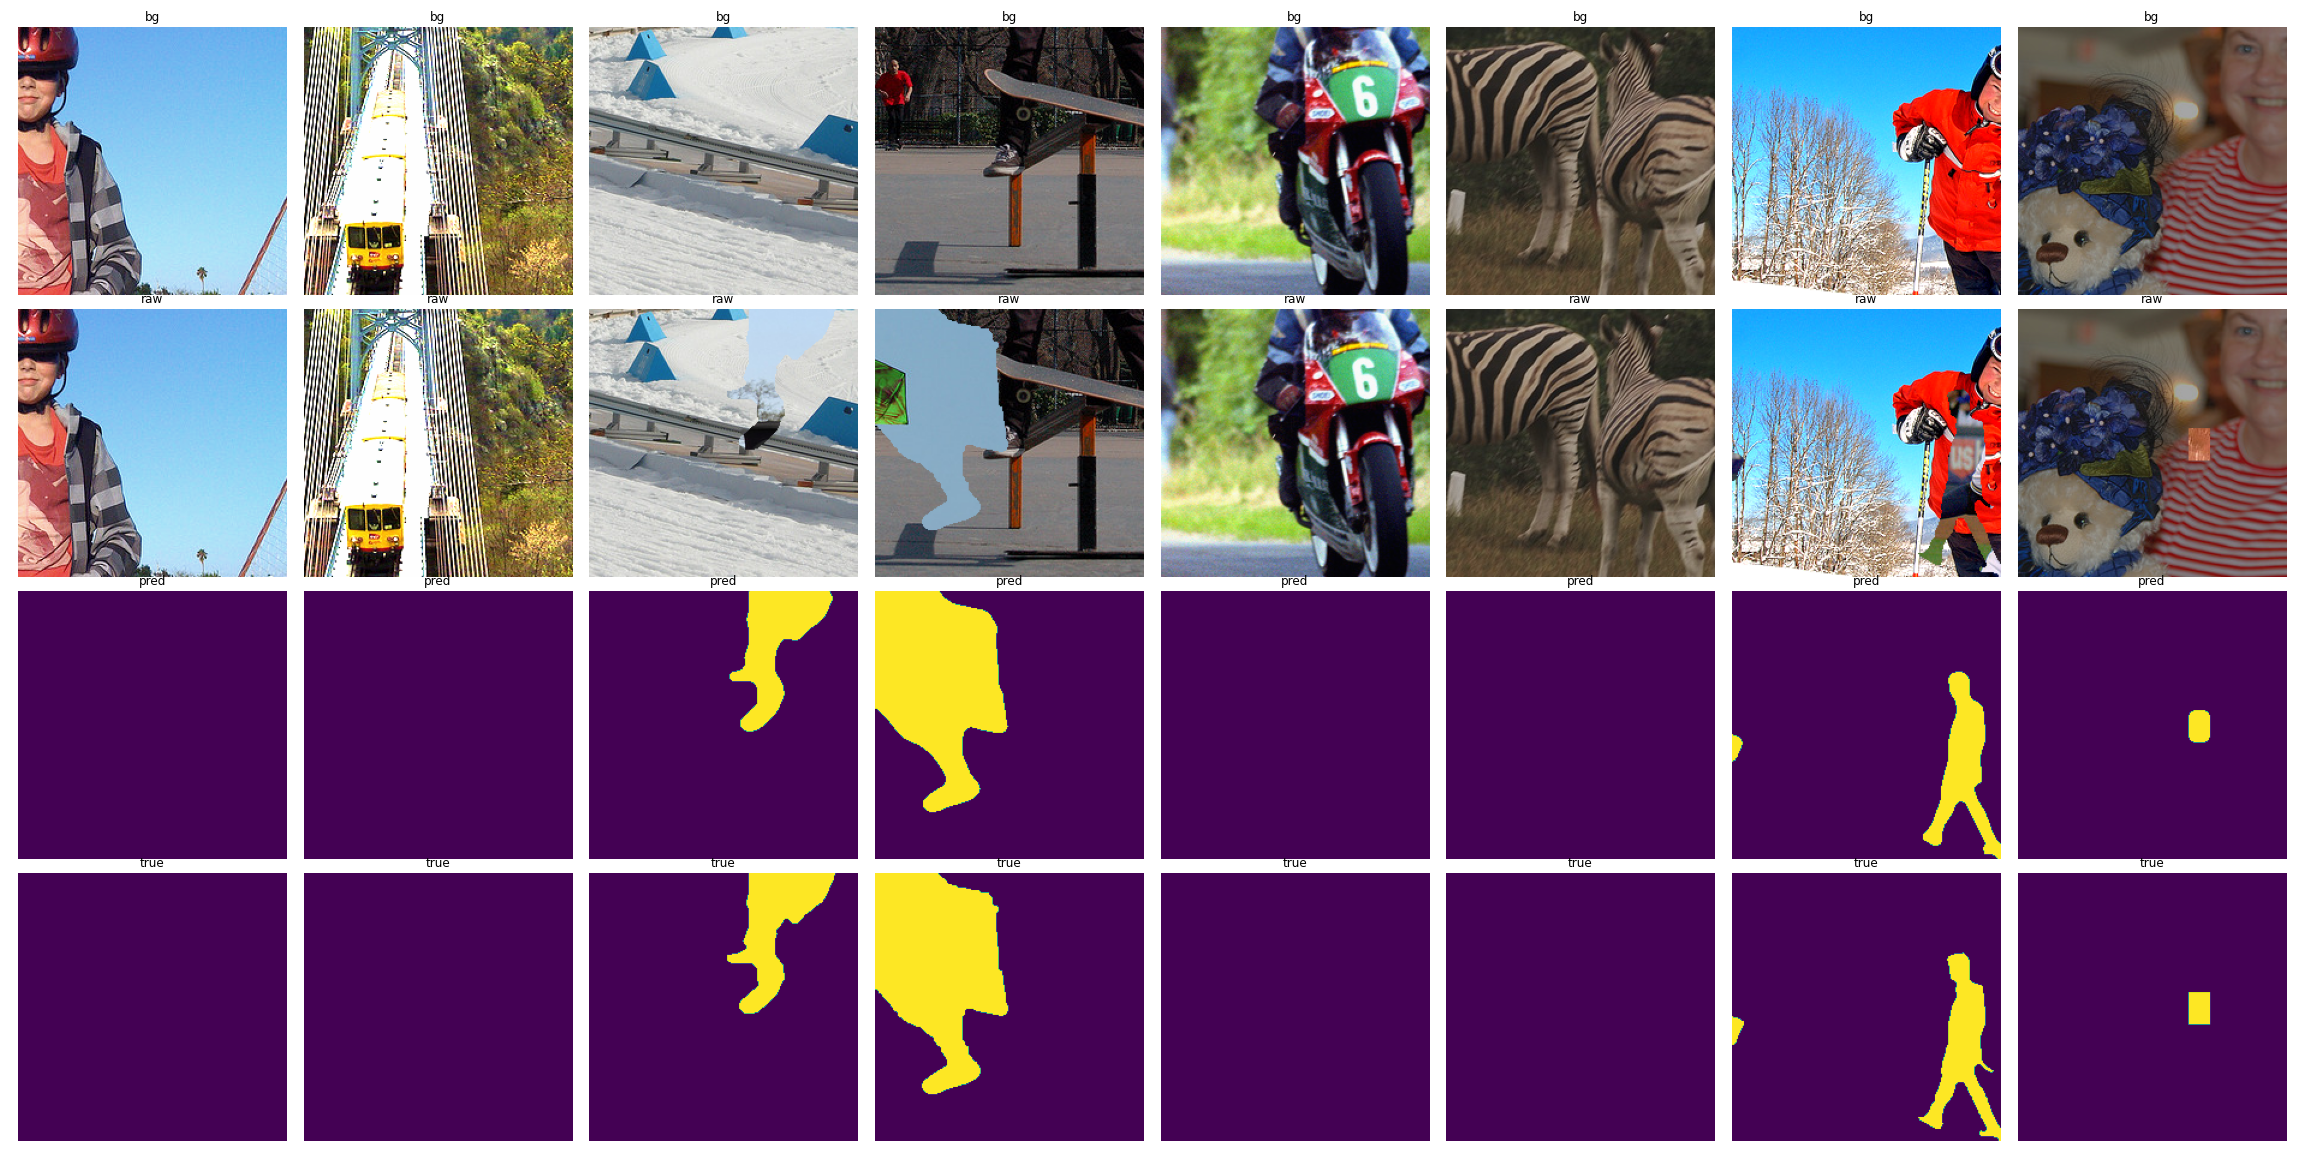 bg bg bg bg bg bg bg bg
6
raw raw raw raw raw raw raw raw
6
US
pred pred pred pred pred pred pred pred
true true true true true true true true